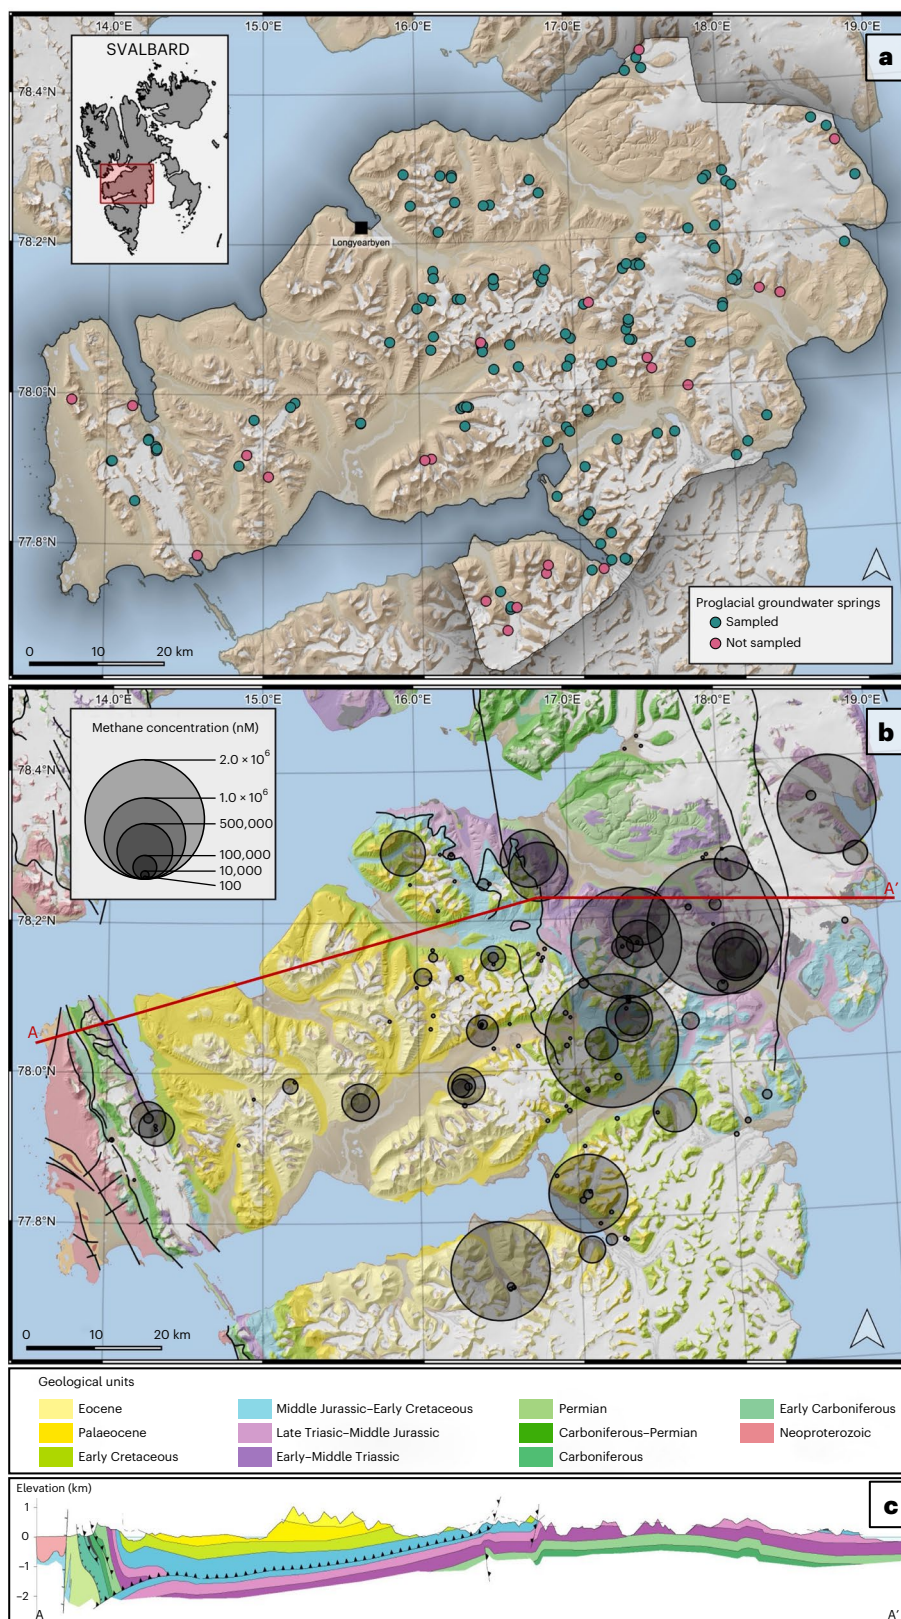 14.0°E
15.0°E
16.0°E
17.0°E
18.0°E
19.0°E
a
SVALBARD
78.4°N
78.2°N
Longyearbyen
78.0°N
77.8°N
Proglacial groundwater springs
Sampled
Not sampled
0
10
20 km
14.0°E
15.0°E
16.0°E
17.0°E
18.0°E
19.0°E
b
Methane concentration (nM)
2.0 × 10⁶
1.0 × 10⁶
500,000
100,000
10,000
100
78.4°N
A'
78.2°N
A
78.0°N
77.8°N
0
10
20 km
Geological units
Eocene
Palaeocene
Early Cretaceous
Middle Jurassic–Early Cretaceous
Late Triasic–Middle Jurassic
Early–Middle Triassic
Permian
Carboniferous–Permian
Carboniferous
Early Carboniferous
Neoproterozoic
Elevation (km)
c
1
0
–1
–2
A
A'